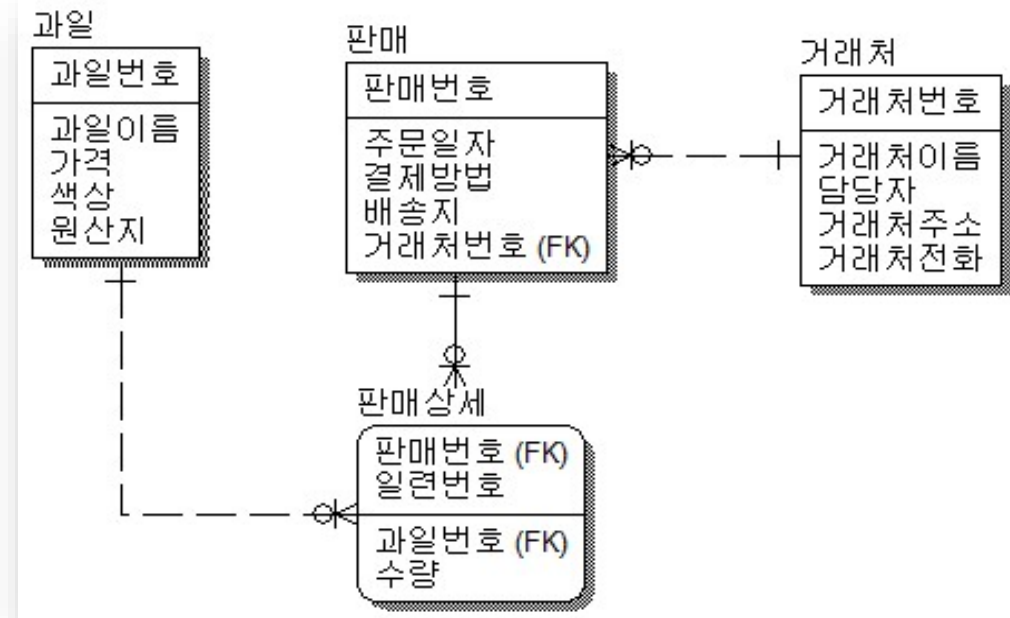 과일
과일번호
과일이름
가격
색상
원산지
판매
판매번호
주문일자
결제방법
배송지
거래처번호 (FK)
거래처
거래처번호
거래처이름
담당자
거래처주소
거래처전화
판매상세
판매번호 (FK)
일련번호
과일번호 (FK)
수량